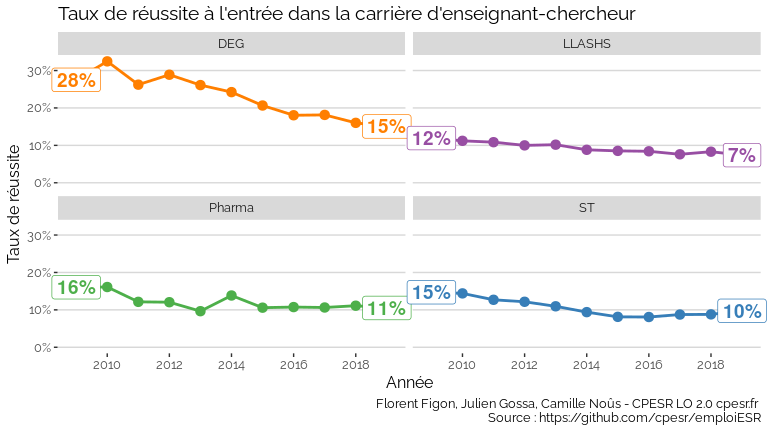 Taux de réussite à l'entrée dans la carrière d'enseignant-chercheur
DEG
LLASHS
30%
20%
10%
0%
28%
15%
12%
7%
Taux de réussite
Pharma
ST
30%
20%
10%
0%
16%
11%
15%
10%
2010
2012
2014
2016
2018
2010
2012
2014
2016
2018
Année
Florent Figon, Julien Gossa, Camille Noûs - CPESR LO 2.0 cpesr.fr
Source : https://github.com/cpesr/emploiESR